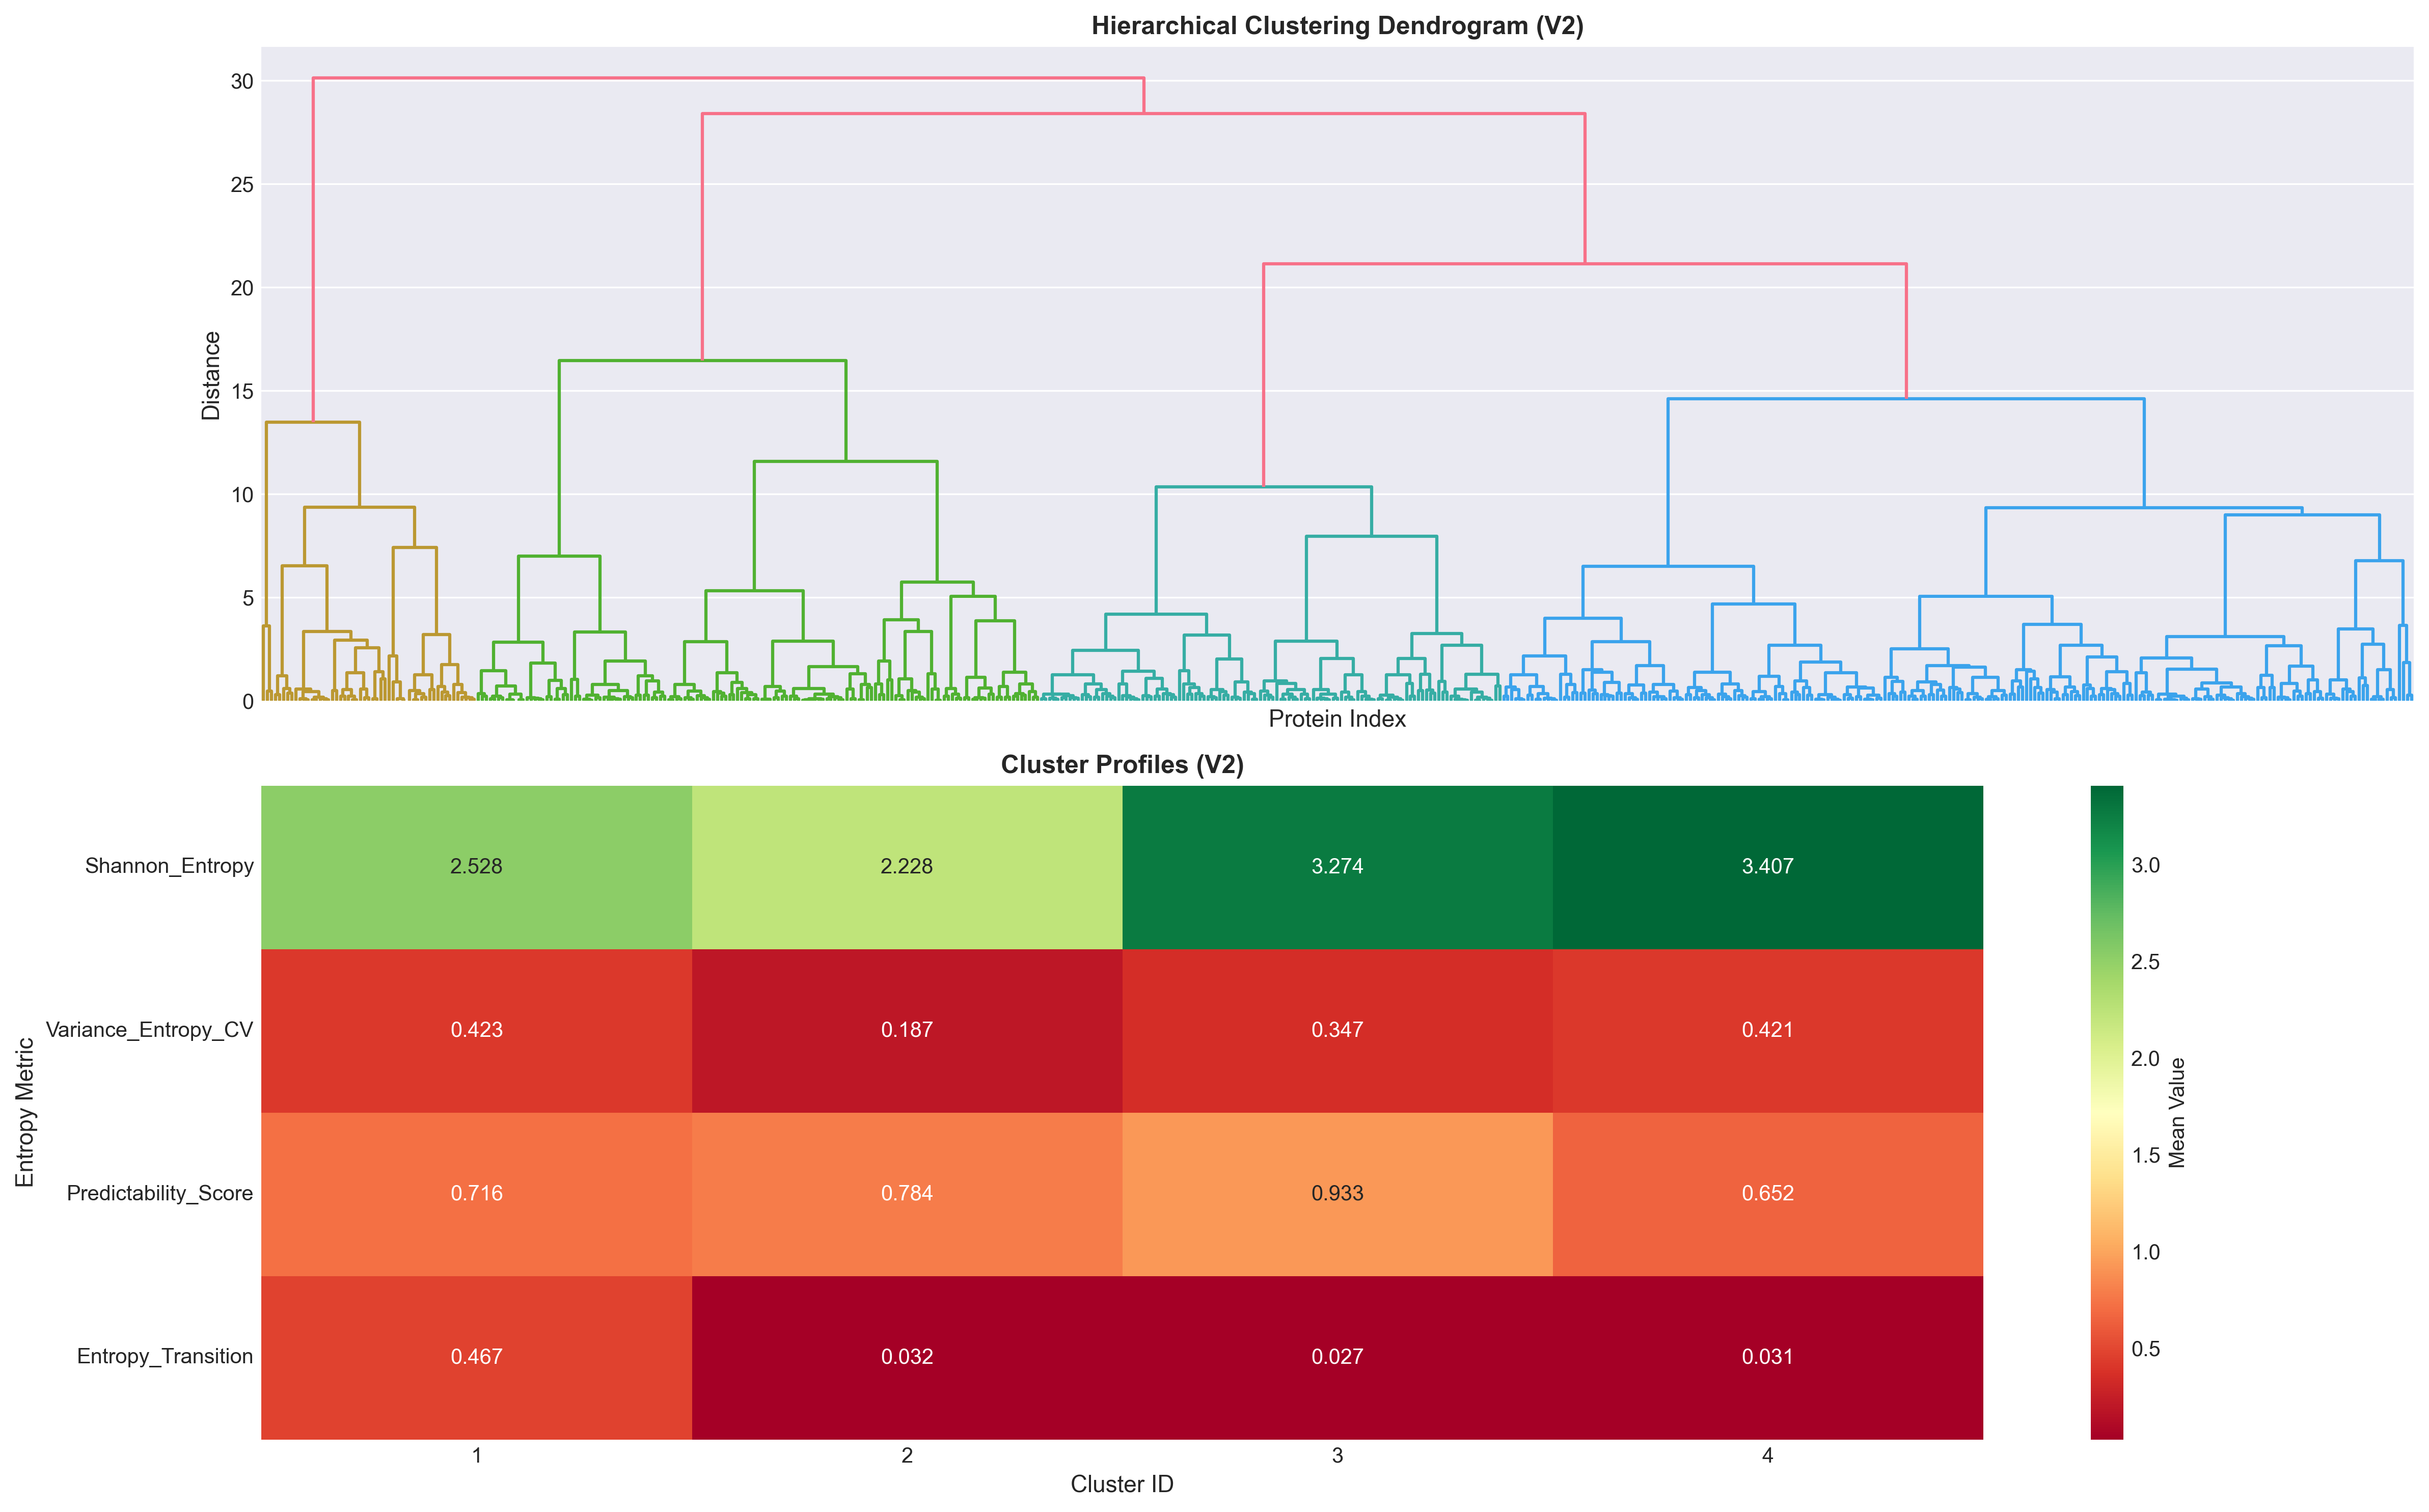 Hierarchical Clustering Dendrogram (V2)
30
25
20
15
10
5
0
Distance
Protein Index
Cluster Profiles (V2)
Entropy Metric
Shannon_Entropy 2.528 2.228 3.274 3.407
Variance_Entropy_CV 0.423 0.187 0.347 0.421
Predictability_Score 0.716 0.784 0.933 0.652
Entropy_Transition 0.467 0.032 0.027 0.031
1 2 3 4
Cluster ID
3.0
2.5
2.0
1.5
1.0
0.5
Mean Value